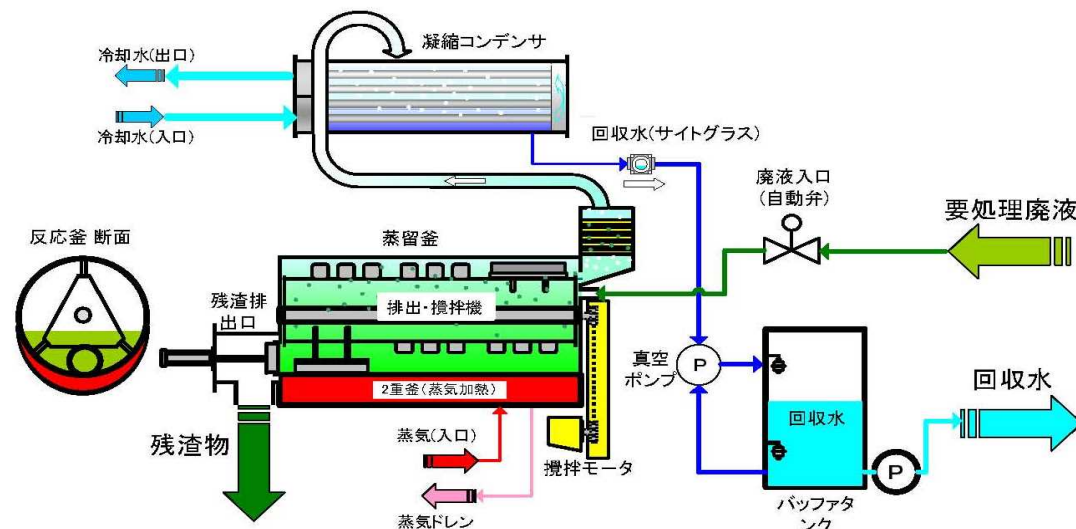 凝縮コンデンサ
冷却水(出口)
冷却水(入口)
回収水(サイトグラス)
廃液入口
(自動弁)
要処理廃液
反応釜 断面
蒸留釜
残渣排
出口
排出・攪拌機
真空
ポンプ
P
2重釜(蒸気加熱)
回収水
回収水
残渣物
蒸気(入口)
攪拌モータ
P
蒸気ドレン
バッファタ
ンク